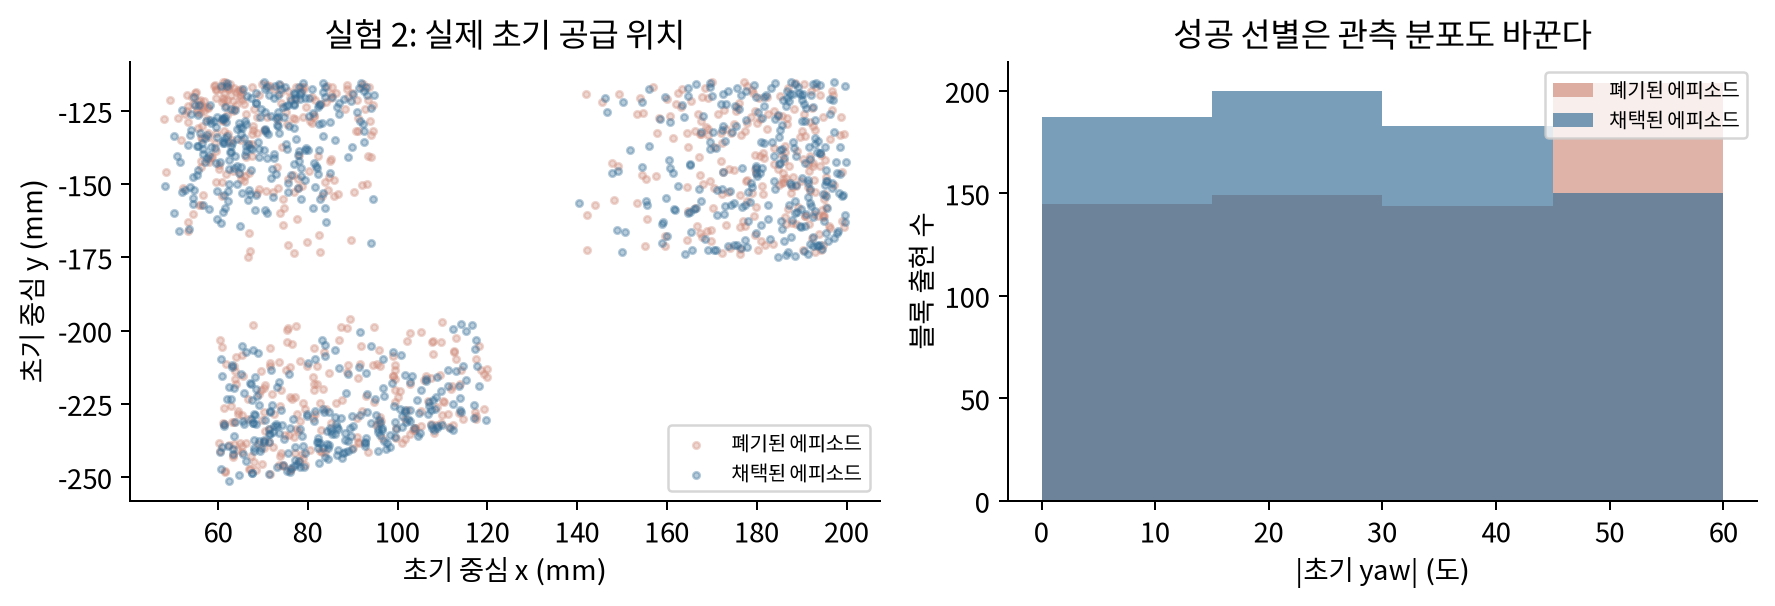 실험 2: 실제 초기 공급 위치
초기 중심 y (mm)
-125
-150
-175
-200
-225
-250
60
80
100
120
140
160
180
200
초기 중심 x (mm)
폐기된 에피소드
채택된 에피소드
성공 선별은 관측 분포도 바꾼다
블록 출현 수
200
150
100
50
0
0
10
20
30
40
50
60
|초기 yaw| (도)
폐기된 에피소드
채택된 에피소드